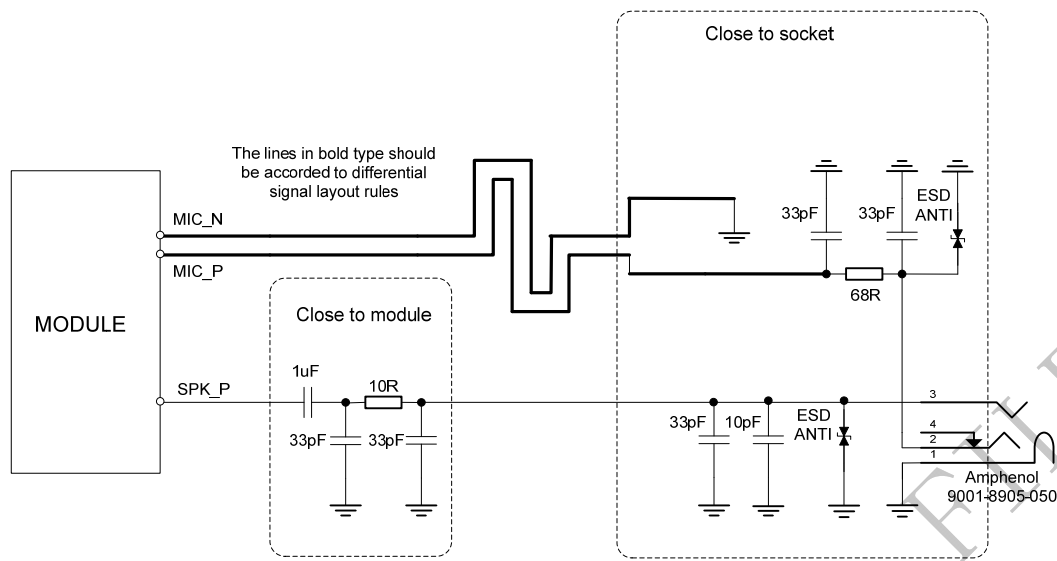 Close to socket
The lines in bold type should
be accorded to differential
signal layout rules
MIC_N
MIC_P
33pF
33pF
ESD
ANTI
68R
MODULE
Close to module
SPK_P
1uF
10R
33pF
33pF
33pF
10pF
ESD
ANTI
3
4
2
1
Amphenol
9001-8905-050